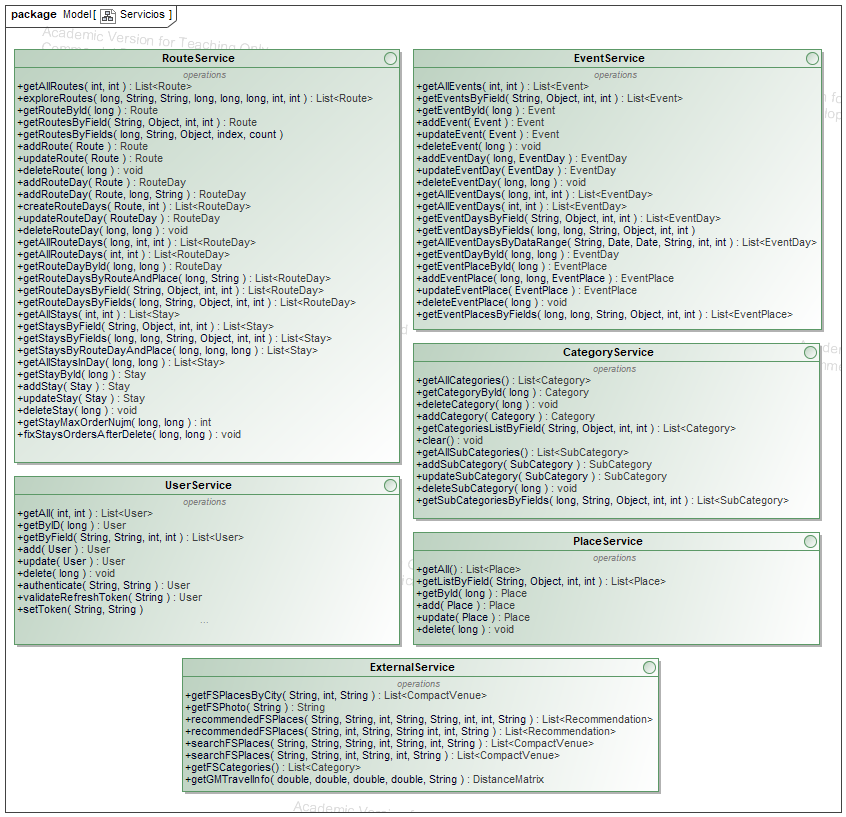 package Model[ Servicios ]
Academic Version for Teaching Only
RouteService
operations
+getAllRoutes( int, int ) : List<Route>
+exploreRoutes( long, String, String, long, long, long, int, int ) : List<Route>
+getRouteById( long ) : Route
+getRoutesByField( String, Object, int, int ) : Route
+getRoutesByFields( long, String, Object, index, count )
+addRoute( Route ) : Route
+updateRoute( Route ) : Route
+deleteRoute( long ) : void
+addRouteDay( Route ) : RouteDay
+addRouteDay( Route, long, String ) : RouteDay
+createRouteDays( Route, int ) : List<RouteDay>
+updateRouteDay( RouteDay ) : RouteDay
+deleteRouteDay( long, long ) : void
+getAllRouteDays( long, int, int ) : List<RouteDay>
+getAllRouteDays( int, int ) : List<RouteDay>
+getRouteDayById( long, long ) : RouteDay
+getRouteDaysByRouteAndPlace( long, String ) : List<RouteDay>
+getRouteDaysByField( String, Object, int, int ) : List<RouteDay>
+getRouteDaysByFields( long, String, Object, int, int ) : List<RouteDay>
+getAllStays( int, int ) : List<Stay>
+getStaysByField( String, Object, int, int ) : List<Stay>
+getStaysByFields( long, long, String, Object, int, int ) : List<Stay>
+getStaysByRouteDayAndPlace( long, long, long ) : List<Stay>
+getAllStaysInDay( long, long ) : List<Stay>
+getStayById( long ) : Stay
+addStay( Stay ) : Stay
+updateStay( Stay ) : Stay
+deleteStay( long ) : void
+getStayMaxOrderNujm( long, long ) : int
+fixStaysOrdersAfterDelete( long, long ) : void
EventService
operations
+getAllEvents( int, int ) : List<Event>
+getEventsByField( String, Object, int, int ) : List<Event>
+getEventById( long ) : Event
+addEvent( Event ) : Event
+updateEvent( Event ) : Event
+deleteEvent( long ) : void
+addEventDay( long, EventDay ) : EventDay
+updateEventDay( EventDay ) : EventDay
+deleteEventDay( long, long ) : void
+getAllEventDays( long, int, int ) : List<EventDay>
+getAllEventDays( int, int ) : List<EventDay>
+getEventDaysByField( String, Object, int, int ) : List<EventDay>
+getEventDaysByFields( long, long, String, Object, int, int )
+getAllEventDaysByDataRange( String, Date, Date, String, int, int ) : List<EventDay>
+getEventDayById( long, long ) : EventDay
+getEventPlaceById( long ) : EventPlace
+addEventPlace( long, long, EventPlace ) : EventPlace
+updateEventPlace( EventPlace ) : EventPlace
+deleteEventPlace( long ) : void
+getEventPlacesByFields( long, long, String, Object, int, int ) : List<EventPlace>
CategoryService
operations
+getAllCategories() : List<Category>
+getCategoryById( long ) : Category
+deleteCategory( long ) : void
+addCategory( Category ) : Category
+getCategoriesListByField( String, Object, int, int ) : List<Category>
+clear() : void
+getAllSubCategories() : List<SubCategory>
+addSubCategory( SubCategory ) : SubCategory
+updateSubCategory( SubCategory ) : SubCategory
+deleteSubCategory( long ) : void
+getSubCategoriesByFields( long, String, Object, int, int ) : List<SubCategory>
UserService
operations
+getAll( int, int ) : List<User>
+getByID( long ) : User
+getByField( String, String, int, int ) : List<User>
+add( User ) : User
+update( User ) : User
+delete( long ) : void
+authenticate( String, String ) : User
+validateRefreshToken( String ) : User
+setToken( String, String )
...
PlaceService
operations
+getAll() : List<Place>
+getListByField( String, Object, int, int ) : List<Place>
+getById( long ) : Place
+add( Place ) : Place
+update( Place ) : Place
+delete( long ) : void
ExternalService
operations
+getFSPlacesByCity( String, int, String ) : List<CompactVenue>
+getFSPhoto( String ) : String
+recommendedFSPlaces( String, String, int, String, String, int, int, String ) : List<Recommendation>
+recommendedFSPlaces( String, int, String, String int, int, String ) : List<Recommendation>
+searchFSPlaces( String, String, String, int, String, int, String ) : List<CompactVenue>
+searchFSPlaces( String, String, int, String, int, String ) : List<CompactVenue>
+getFSCategories() : List<Category>
+getGMTravelInfo( double, double, double, double, String ) : DistanceMatrix